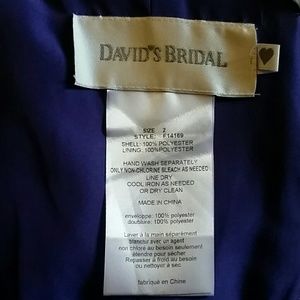 DAVID'S BRIDAL
SIZE 2
STYLE: F14169
SHELL: 100% POLYESTER
LINING: 100% POLYESTER
HAND WASH SEPARATELY
ONLY NON-CHLORINE BLEACH AS NEEDED
LINE DRY
COOL IRON AS NEEDED
OR DRY CLEAN
MADE IN CHINA
enveloppe: 100% polyester
doublure: 100% polyester
Laver à la main séparément
blanchir avec un agent
non chlore au besoin seulement
étendre pour sécher
Repasser à froid au besoin
ou nettoyer à sec
Fabriqué en Chine